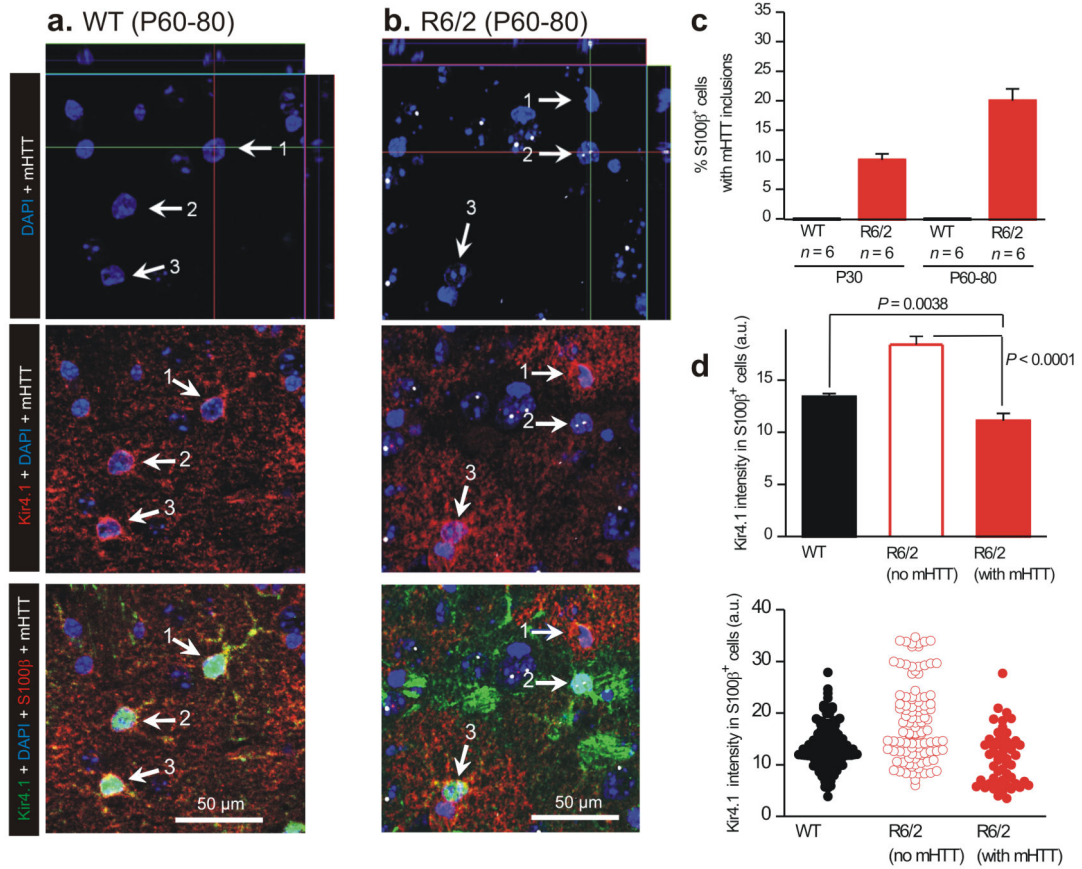 a. WT (P60-80)
b. R6/2 (P60-80)
DAPI + mHTT
1
2
3
1
2
3
Kir4.1 + DAPI + mHTT
1
2
3
1
2
3
Kir4.1 + DAPI + S100β + mHTT
1
2
3
50 µm
1
2
3
50 µm
c
% S100β+ cells
with mHTT inclusions
35
30
25
20
15
10
5
0
WT R6/2 WT R6/2
n = 6 n = 6 n = 6 n = 6
P30 P60-80
d
P = 0.0038
P < 0.0001
Kir4.1 intensity in S100β+ cells (a.u.)
15
10
5
0
WT R6/2 R6/2
(no mHTT) (with mHTT)
Kir4.1 intensity in S100β+ cells (a.u.)
40
30
20
10
0
WT R6/2 R6/2
(no mHTT) (with mHTT)